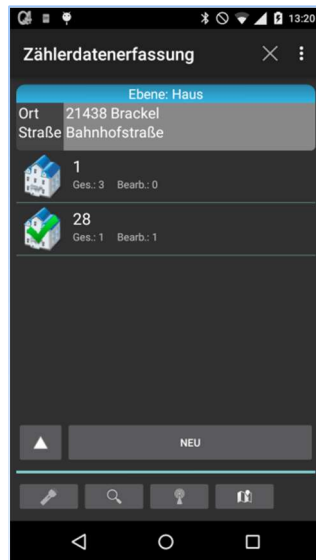 13:20
Zählerdatenerfassung
Ebene: Haus
Ort 21438 Brackel
Straße Bahnhofstraße
1
Ges.: 3 Bearb.: 0
28
Ges.: 1 Bearb.: 1
NEU